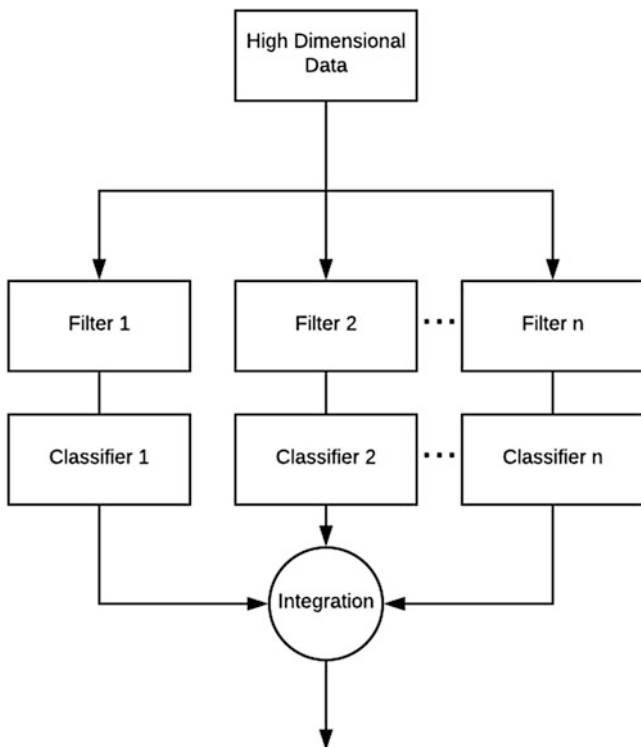 High Dimensional
Data
Filter 1
Filter 2
...
Filter n
Classifier 1
Classifier 2
...
Classifier n
Integration